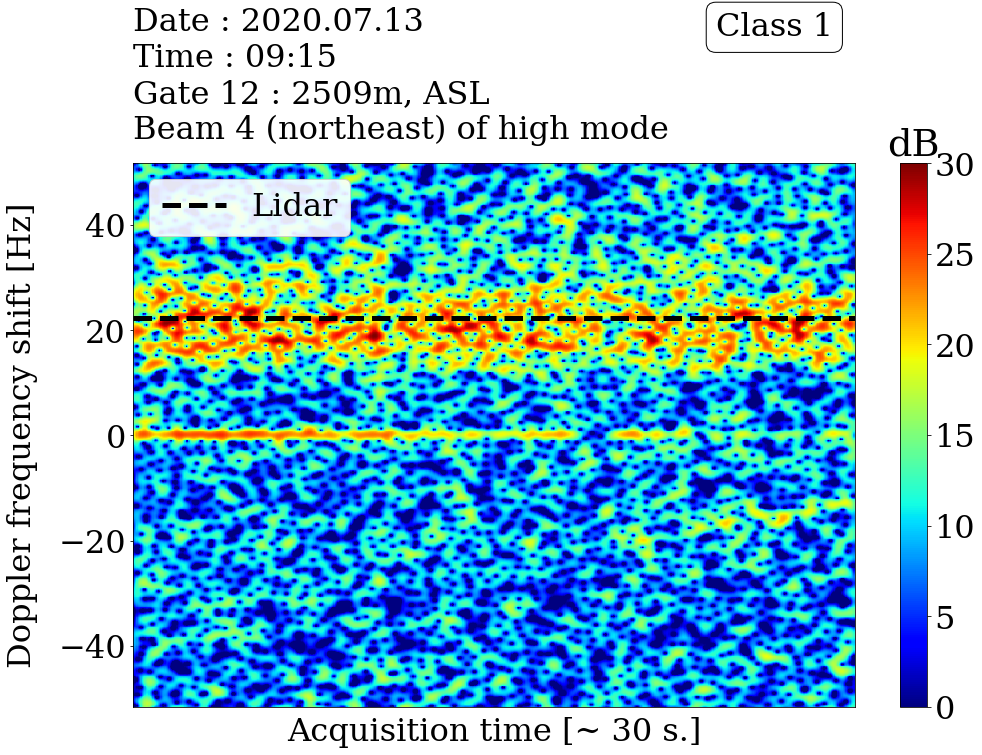 Date : 2020.07.13
Time : 09:15
Gate 12 : 2509m, ASL
Beam 4 (northeast) of high mode
Class 1
dB
Lidar
Doppler frequency shift [Hz]
40
20
0
−20
−40
30
25
20
15
10
5
0
Acquisition time [~ 30 s.]